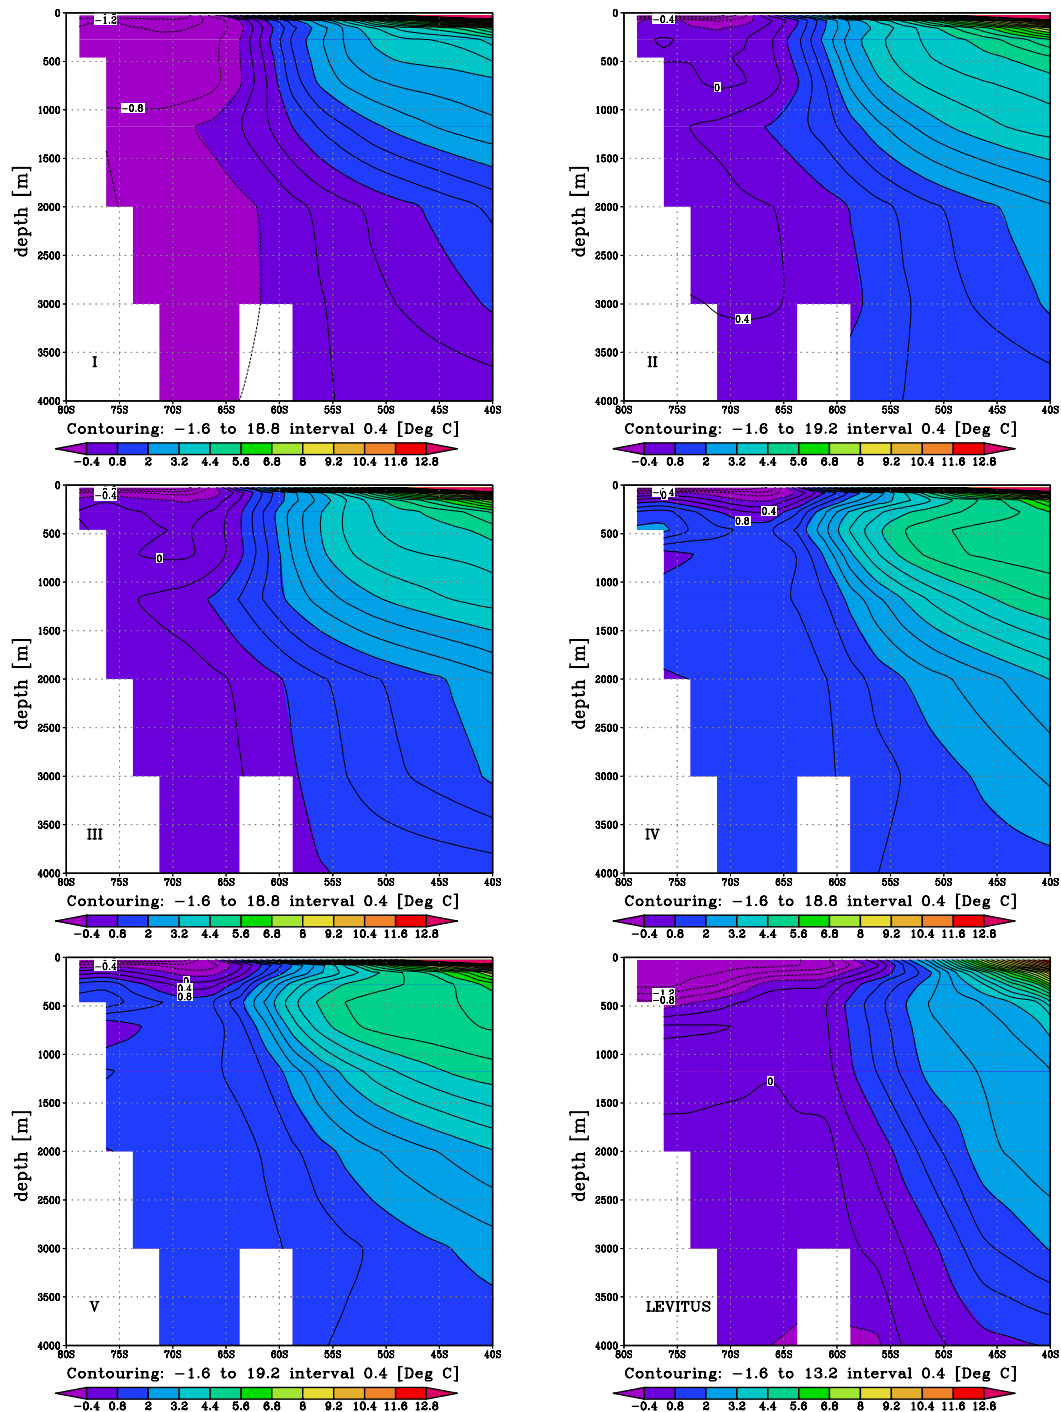 0 500 1000 1500 2000 2500 3000 3500 4000
depth [m]
−1.2
−0.8
I
80S 75S 70S 65S 60S 55S 50S 45S 40S
Contouring: −1.6 to 18.8 interval 0.4 [Deg C]
−0.4 0.8 2 3.2 4.4 5.6 6.8 8 9.2 10.4 11.6 12.8
0 500 1000 1500 2000 2500 3000 3500 4000
depth [m]
−0.4
0
0.4
II
80S 75S 70S 65S 60S 55S 50S 45S 40S
Contouring: −1.6 to 19.2 interval 0.4 [Deg C]
−0.4 0.8 2 3.2 4.4 5.6 6.8 8 9.2 10.4 11.6 12.8
0 500 1000 1500 2000 2500 3000 3500 4000
depth [m]
−0.4
0
III
80S 75S 70S 65S 60S 55S 50S 45S 40S
Contouring: −1.6 to 18.8 interval 0.4 [Deg C]
−0.4 0.8 2 3.2 4.4 5.6 6.8 8 9.2 10.4 11.6 12.8
0 500 1000 1500 2000 2500 3000 3500 4000
depth [m]
−0.4
0
0.4
0.8
IV
80S 75S 70S 65S 60S 55S 50S 45S 40S
Contouring: −1.6 to 18.8 interval 0.4 [Deg C]
−0.4 0.8 2 3.2 4.4 5.6 6.8 8 9.2 10.4 11.6 12.8
0 500 1000 1500 2000 2500 3000 3500 4000
depth [m]
−0.4
0
0.4
0.8
V
80S 75S 70S 65S 60S 55S 50S 45S 40S
Contouring: −1.6 to 19.2 interval 0.4 [Deg C]
−0.4 0.8 2 3.2 4.4 5.6 6.8 8 9.2 10.4 11.6 12.8
0 500 1000 1500 2000 2500 3000 3500 4000
depth [m]
−1.2
−0.8
0
LEVITUS
80S 75S 70S 65S 60S 55S 50S 45S 40S
Contouring: −1.6 to 13.2 interval 0.4 [Deg C]
−0.4 0.8 2 3.2 4.4 5.6 6.8 8 9.2 10.4 11.6 12.8